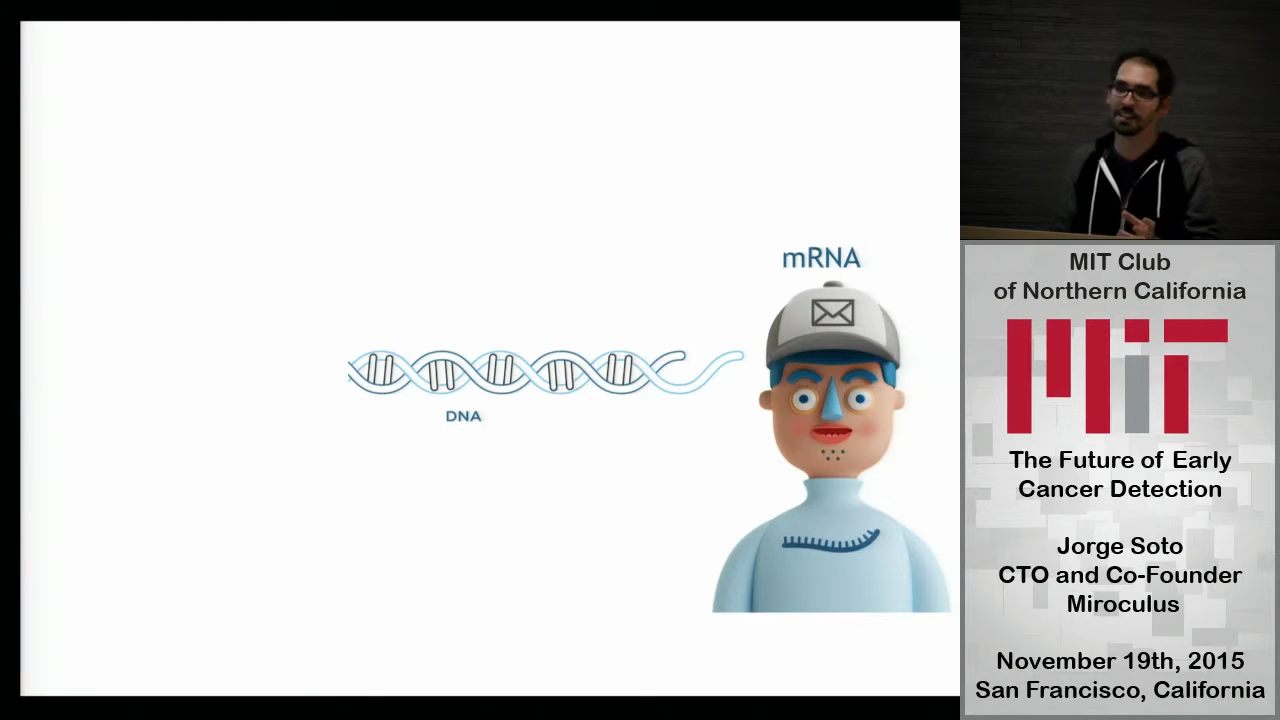 mRNA
DNA
MIT Club
of Northern California
MiT
The Future of Early
Cancer Detection
Jorge Soto
CTO and Co-Founder
Miroculus
November 19th, 2015
San Francisco, California